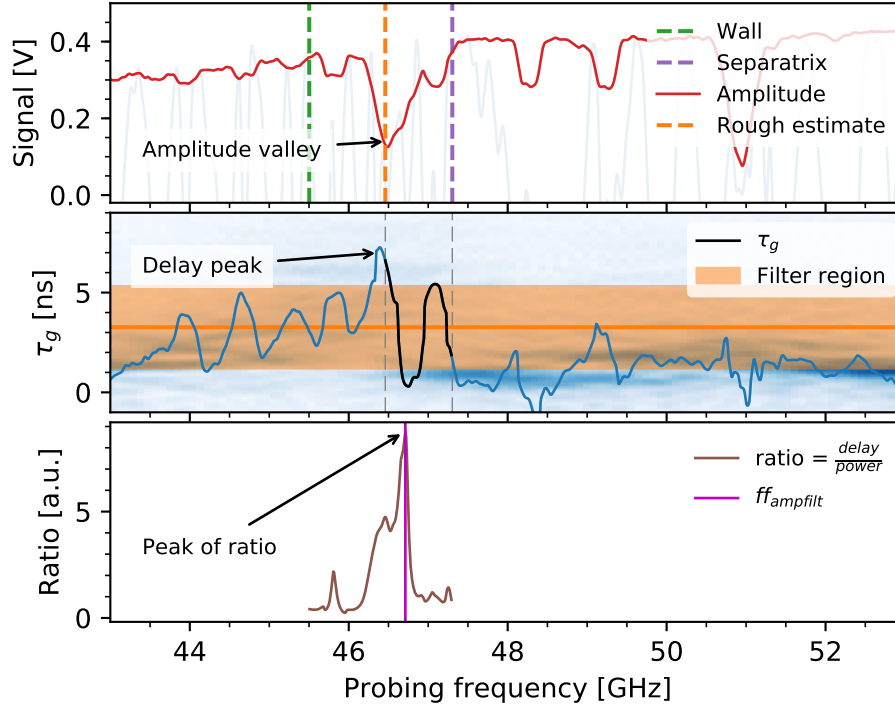 Signal [V]
0.4
0.2
0.0
Wall
Separatrix
Amplitude
Rough estimate
Amplitude valley
τg [ns]
5
0
Delay peak
τg
Filter region
Ratio [a.u.]
5
0
ratio = delay/power
ffampfilt
Peak of ratio
44 46 48 50 52
Probing frequency [GHz]